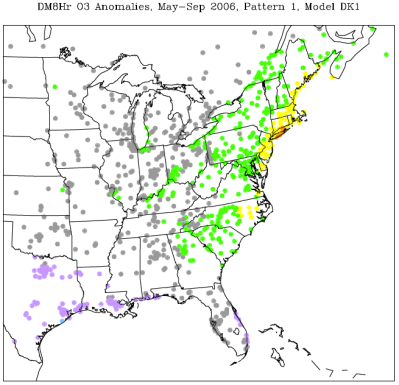 DM8Hr O3 Anomalies, May-Sep 2006, Pattern 1, Model DK1